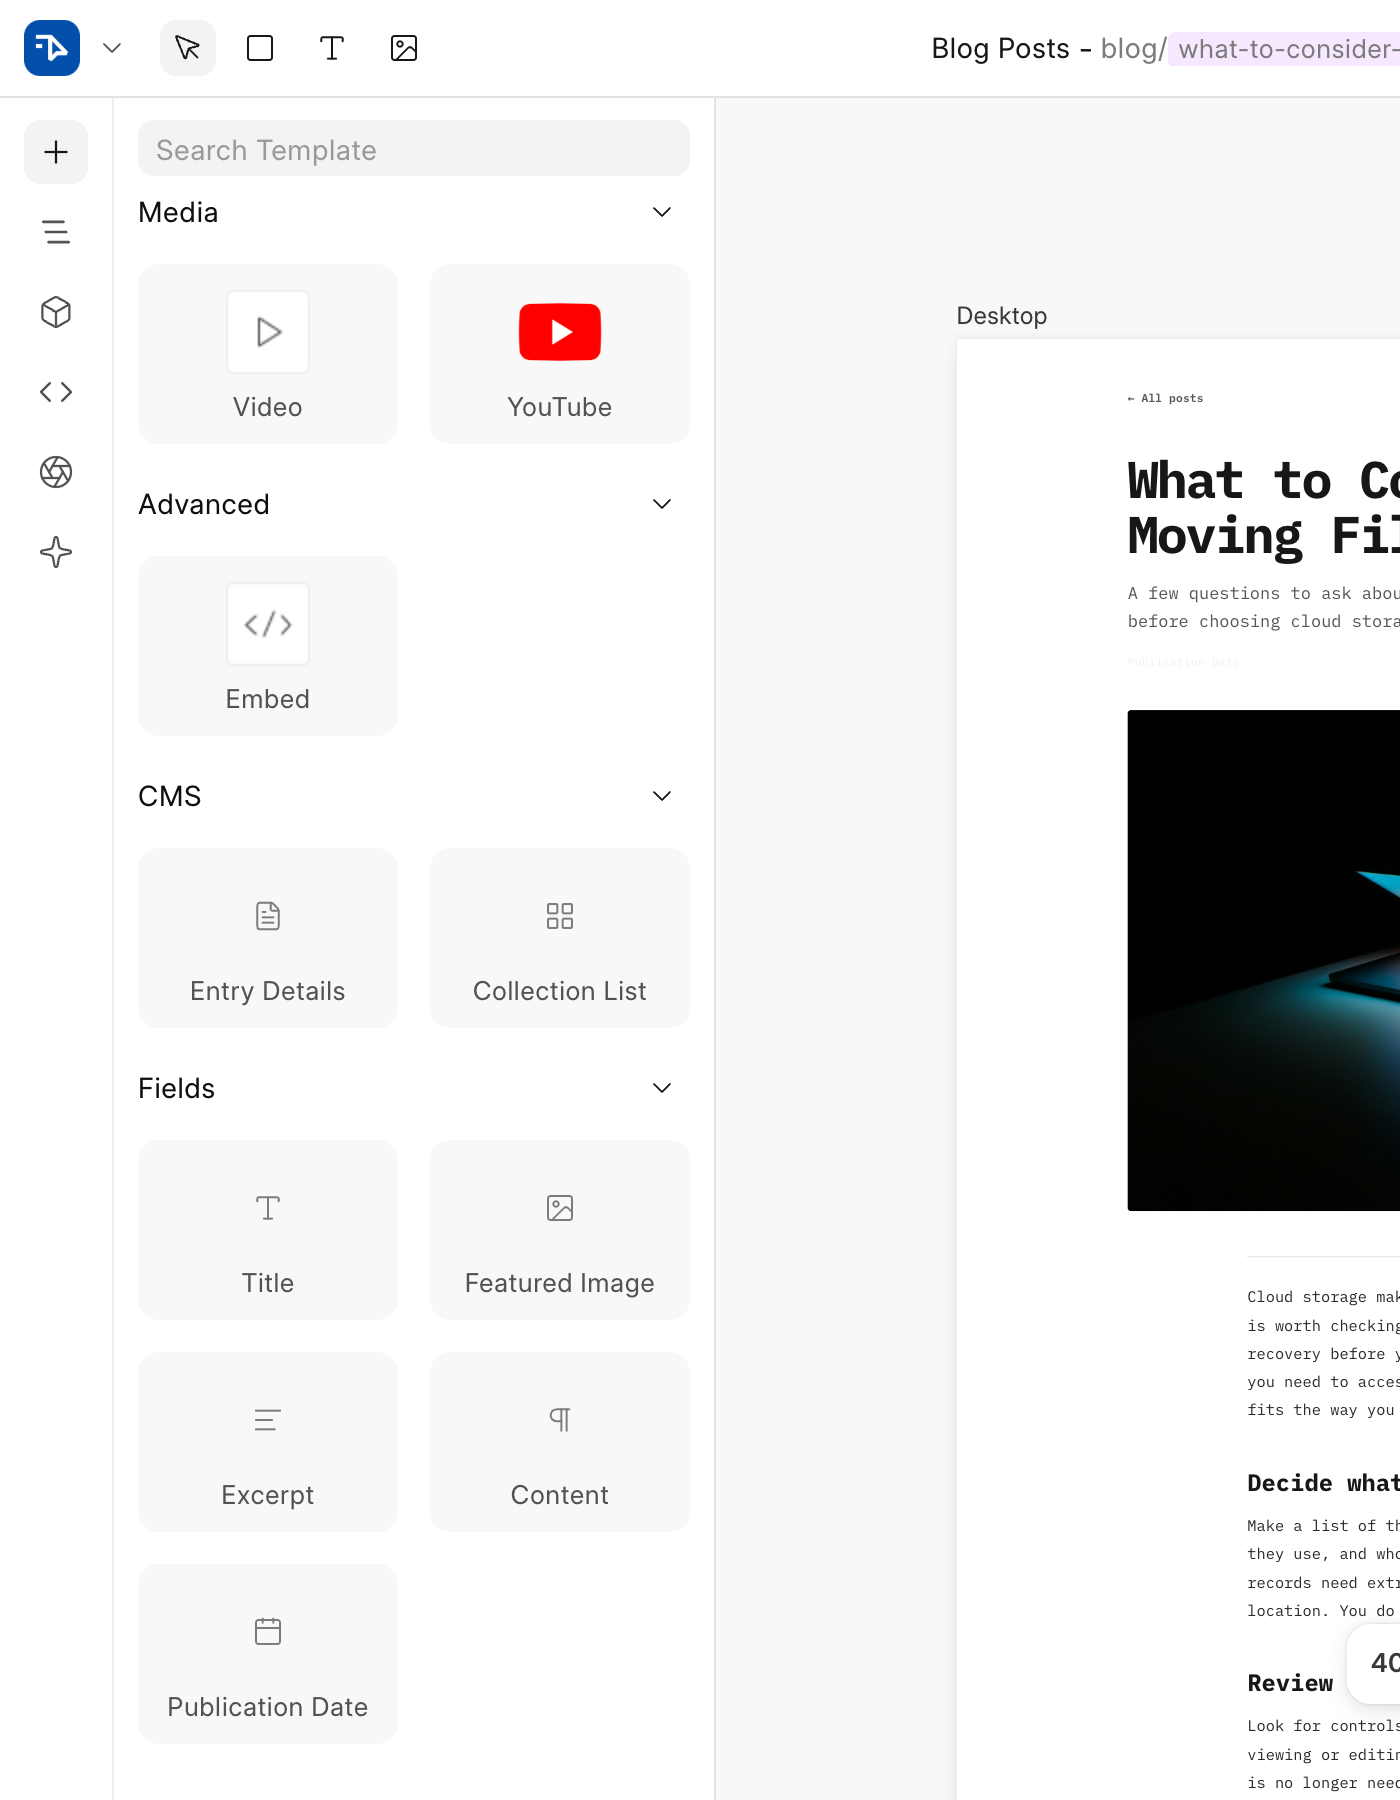 Blog Posts - blog/ what-to-consider-
Search Template
Media
Video
YouTube
Advanced
Embed
CMS
Entry Details
Collection List
Fields
Title
Featured Image
Excerpt
Content
Publication Date
Desktop
← All posts
What to Co
Moving Fil
A few questions to ask abou
before choosing cloud stora
Publication Date
Cloud storage mak
is worth checking
recovery before y
you need to acces
fits the way you
Decide what
Make a list of th
they use, and who
records need extr
location. You do
40
Review
Look for controls
viewing or editin
is no longer need